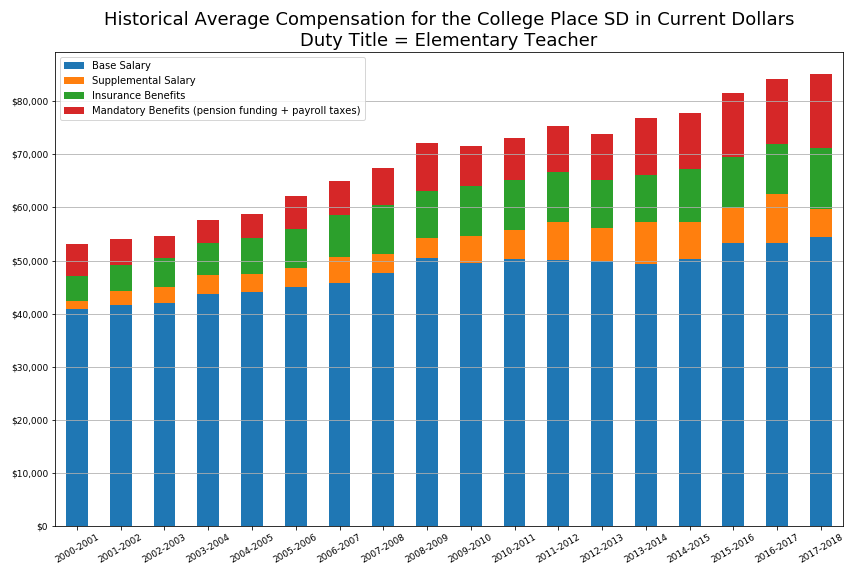 Historical Average Compensation for the College Place SD in Current Dollars
Duty Title = Elementary Teacher
Base Salary
Supplemental Salary
Insurance Benefits
Mandatory Benefits (pension funding + payroll taxes)
$80,000
$70,000
$60,000
$50,000
$40,000
$30,000
$20,000
$10,000
$0
2000-2001 2001-2002 2002-2003 2003-2004 2004-2005 2005-2006 2006-2007 2007-2008 2008-2009 2009-2010 2010-2011 2011-2012 2012-2013 2013-2014 2014-2015 2015-2016 2016-2017 2017-2018